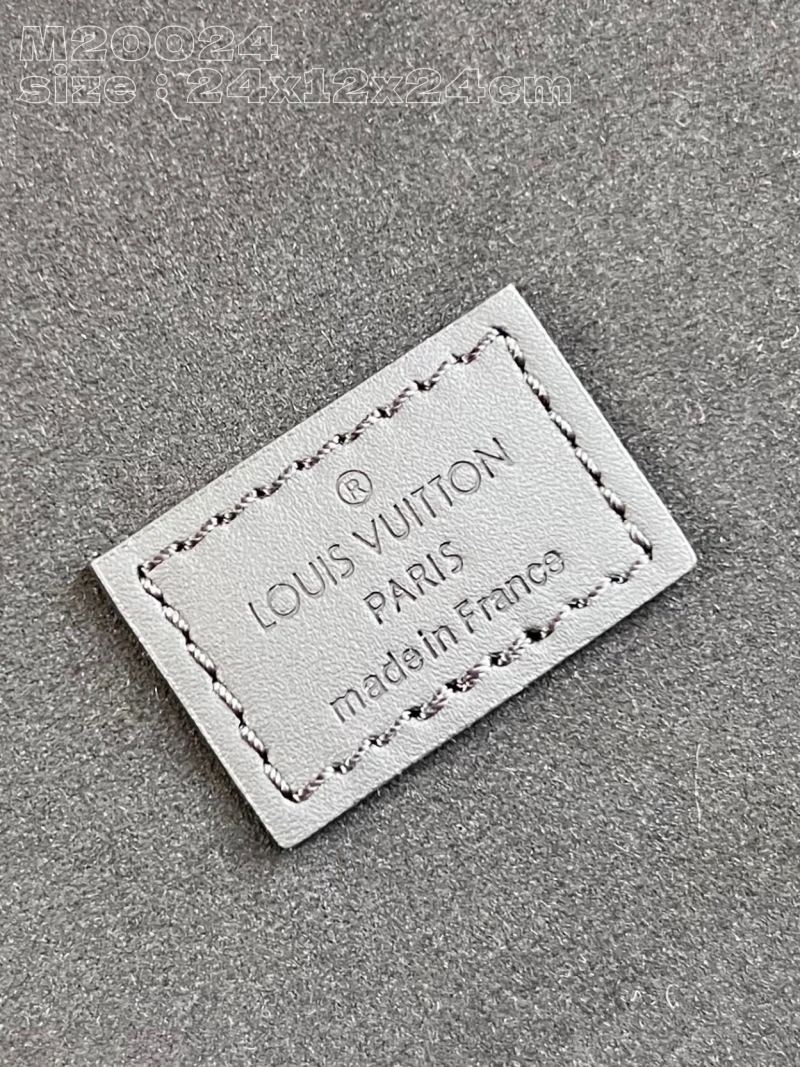 M20024
size : 24x12x24cm
®
LOUIS VUITTON
PARIS
made in France